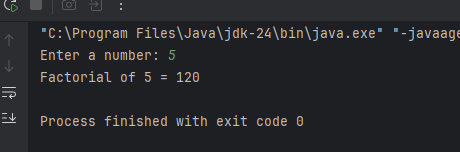 "C:\Program Files\Java\jdk-24\bin\java.exe" "-javaage
Enter a number: 5
Factorial of 5 = 120
Process finished with exit code 0